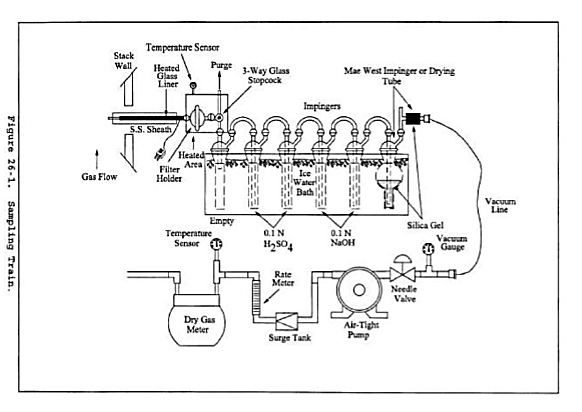 Temperature Sensor
Stack
Wall
Heated
Glass
Liner
Purge
3-Way Glass
Stopcock
Mae West Impinger or Drying
Tube
Impingers
S.S. Sheath
Heated
Area
Filter
Holder
Gas Flow
Ice
Water
Bath
Empty
0.1 N
H2SO4
0.1 N
NaOH
Silica Gel
Vacuum
Line
Temperature
Sensor
Vacuum
Gauge
Rate
Meter
Needle
Valve
Dry Gas
Meter
Surge Tank
Air-Tight
Pump
Figure 26-1. Sampling Train.